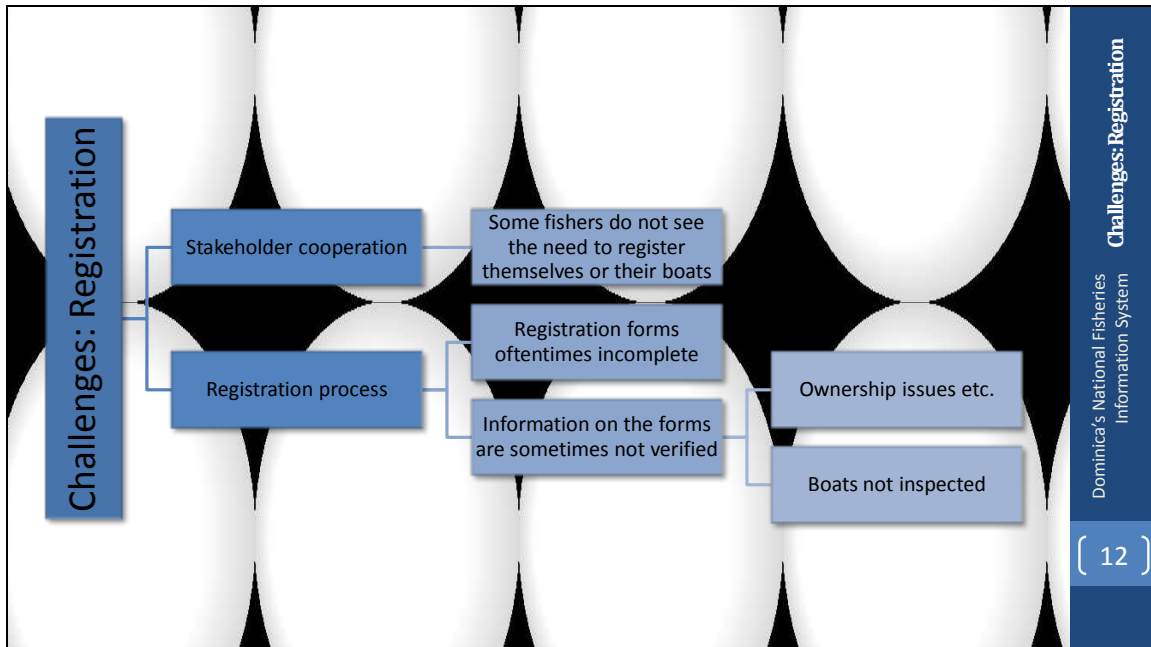 Challenges: Registration
Stakeholder cooperation
Some fishers do not see
the need to register
themselves or their boats
Registration process
Registration forms
oftentimes incomplete
Information on the forms
are sometimes not verified
Ownership issues etc.
Boats not inspected
Challenges: Registration
Dominica’s National Fisheries
Information System
12